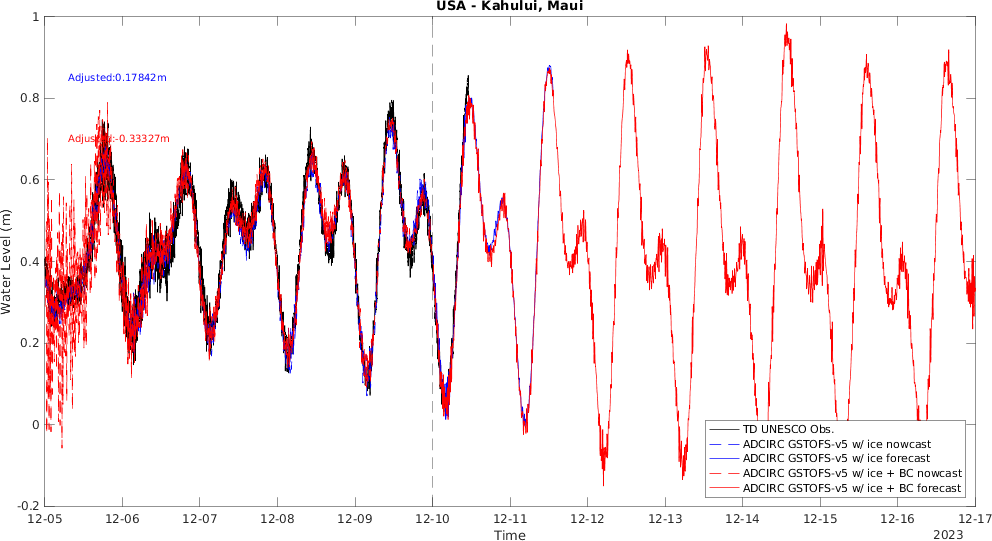 USA - Kahului, Maui
1
Adjusted:0.17842m
0.8
Adjusted:-0.33327m
0.6
0.4
0.2
0
-0.2
Water Level (m)
TD UNESCO Obs.
ADCIRC GSTOFS-v5 w/ ice nowcast
ADCIRC GSTOFS-v5 w/ ice forecast
ADCIRC GSTOFS-v5 w/ ice + BC nowcast
ADCIRC GSTOFS-v5 w/ ice + BC forecast
12-05 12-06 12-07 12-08 12-09 12-10 12-11 12-12 12-13 12-14 12-15 12-16 12-17
Time
2023